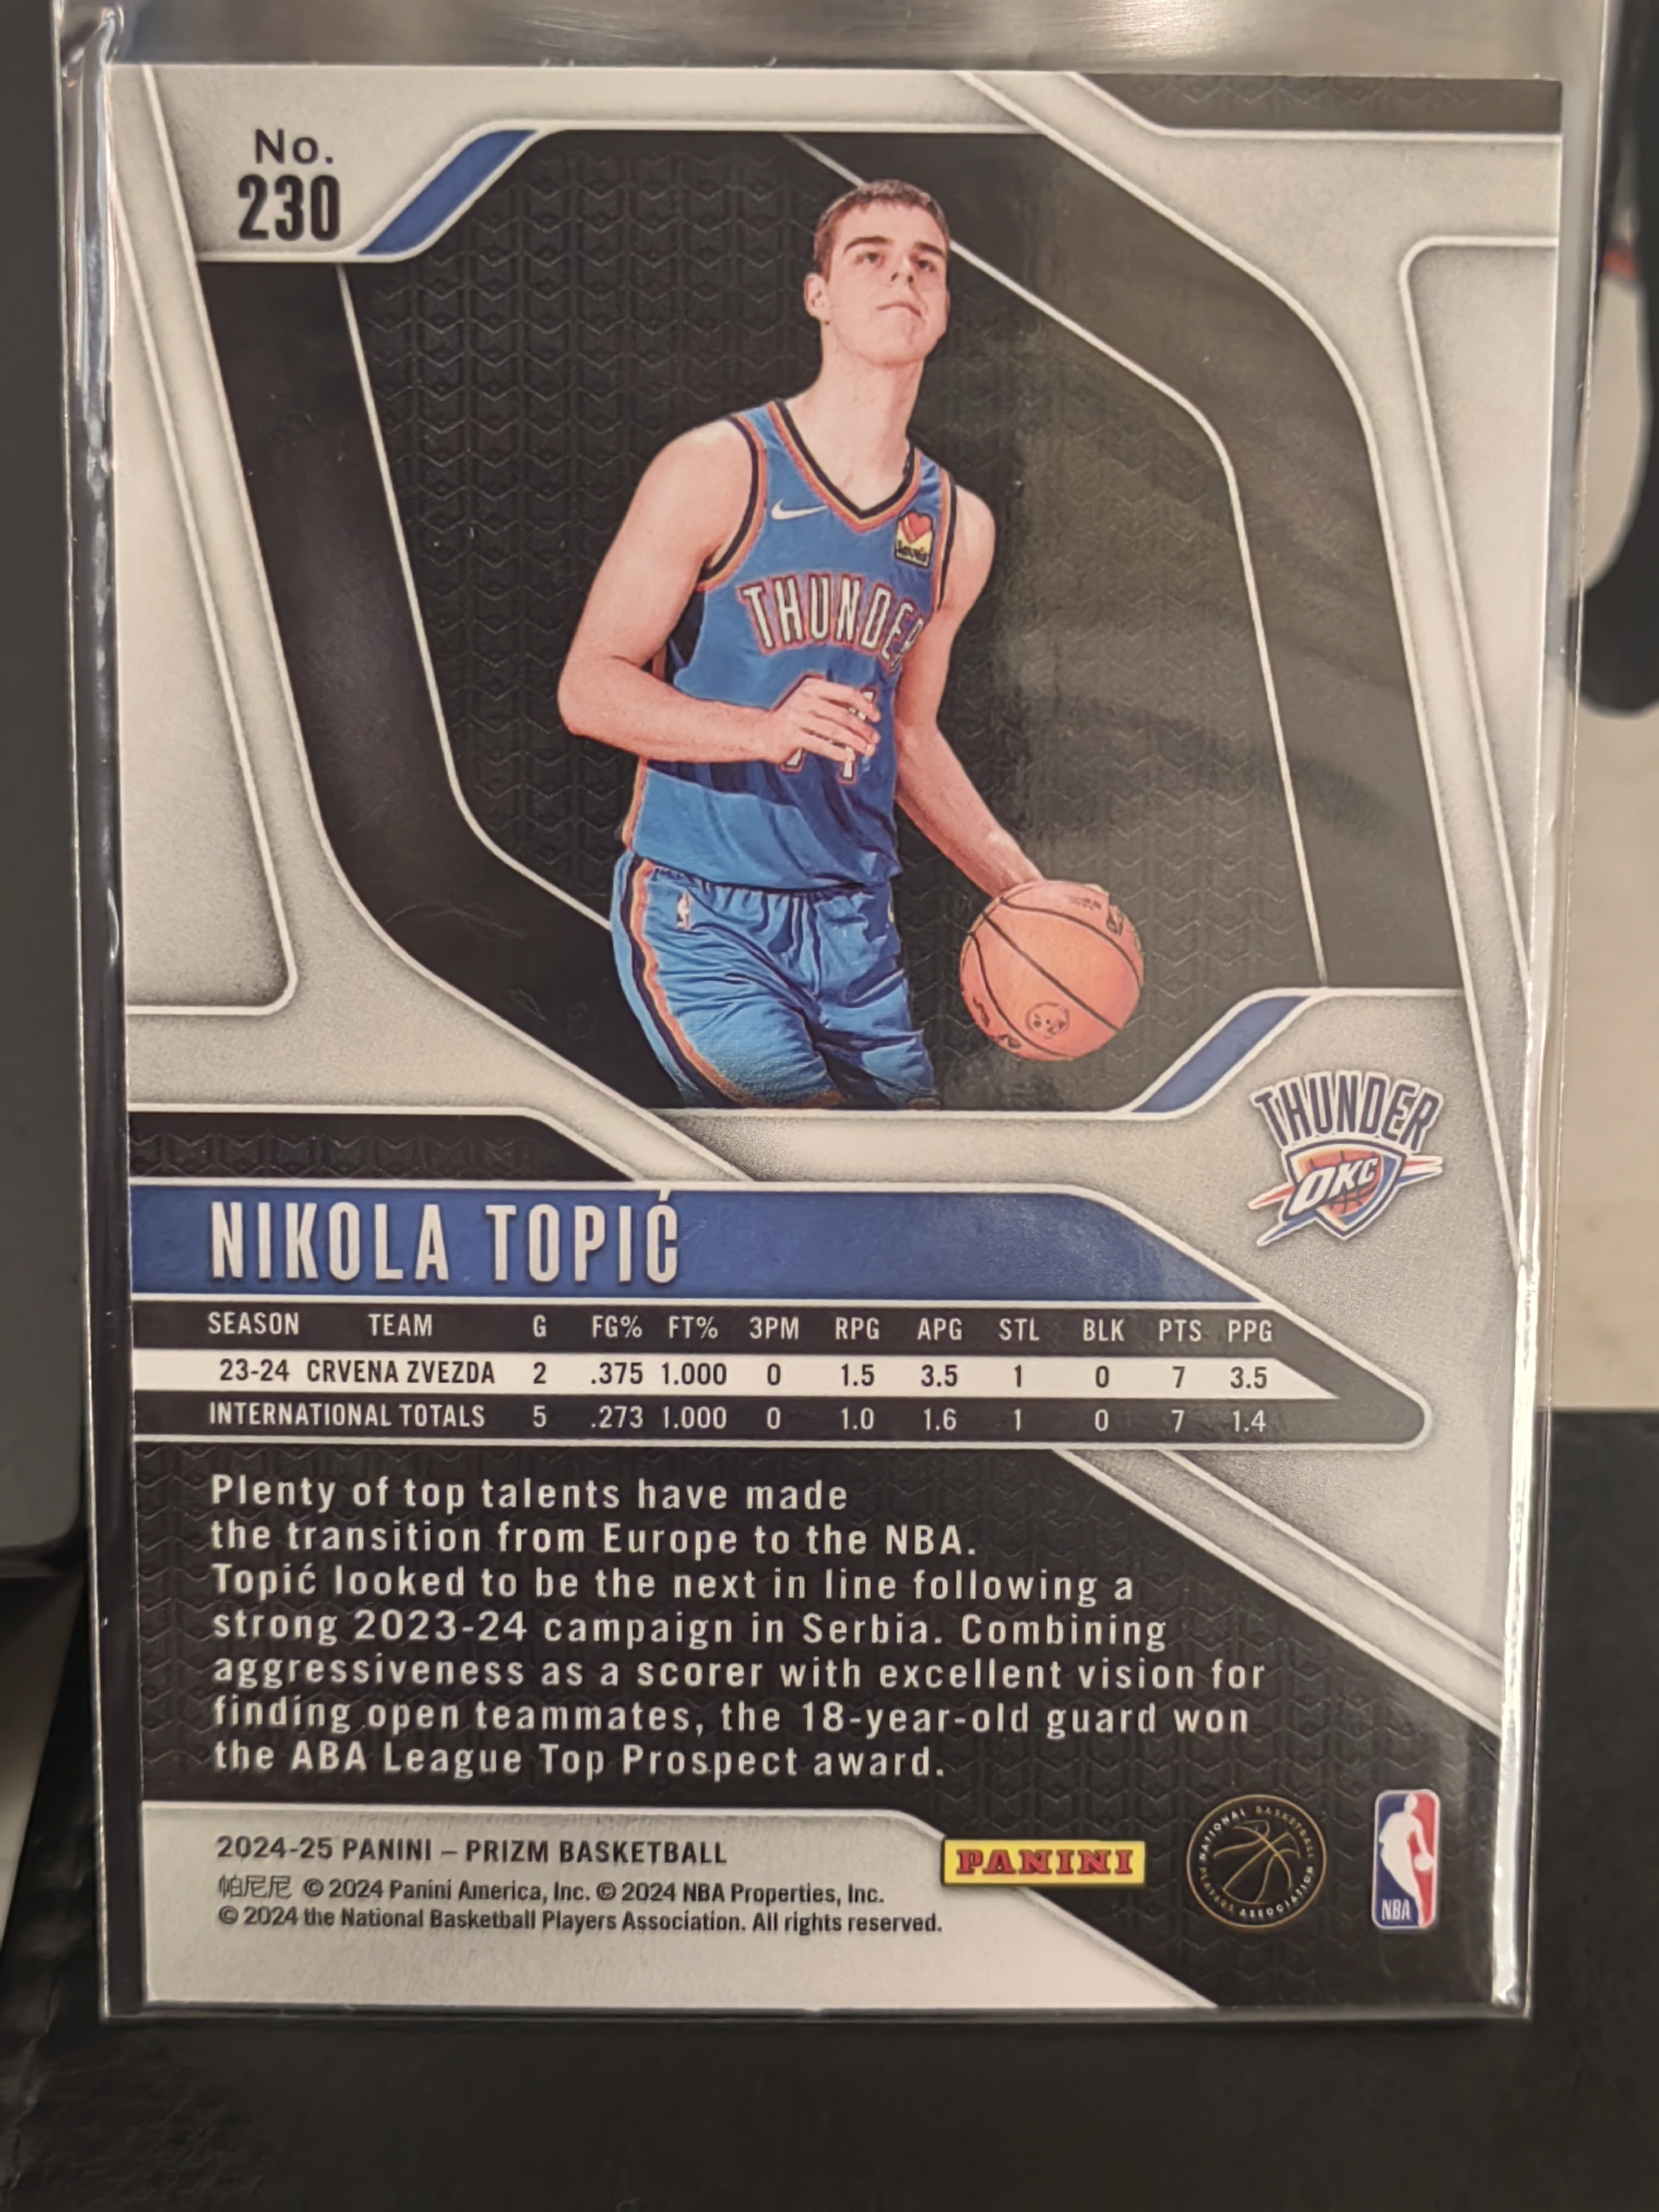 No.
230
THUNDER
THUNDER
OKC
NIKOLA TOPIĆ
SEASON TEAM G FG% FT% 3PM RPG APG STL BLK PTS PPG
23-24 CRVENA ZVEZDA 2 .375 1.000 0 1.5 3.5 1 0 7 3.5
INTERNATIONAL TOTALS 5 .273 1.000 0 1.0 1.6 1 0 7 1.4
Plenty of top talents have made
the transition from Europe to the NBA.
Topić looked to be the next in line following a
strong 2023-24 campaign in Serbia. Combining
aggressiveness as a scorer with excellent vision for
finding open teammates, the 18-year-old guard won
the ABA League Top Prospect award.
2024-25 PANINI – PRIZM BASKETBALL
帕尼尼 © 2024 Panini America, Inc. © 2024 NBA Properties, Inc.
© 2024 the National Basketball Players Association. All rights reserved.
PANINI
NATIONAL BASKETBALL PLAYERS ASSOCIATION
NBA